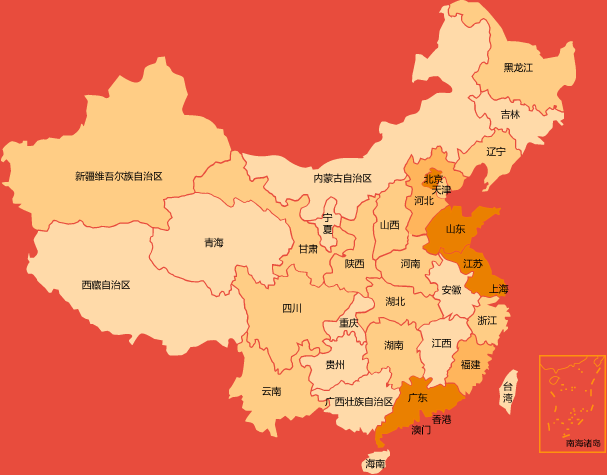 黑龙江
吉林
辽宁
新疆维吾尔族自治区
内蒙古自治区
北京
天津
河北
宁
夏
山西
山东
青海
甘肃
陕西
河南
江苏
西藏自治区
安徽
上海
四川
湖北
重庆
浙江
湖南
江西
贵州
福建
云南
台
湾
广东
广西壮族自治区
香港
澳门
南海诸岛
海南